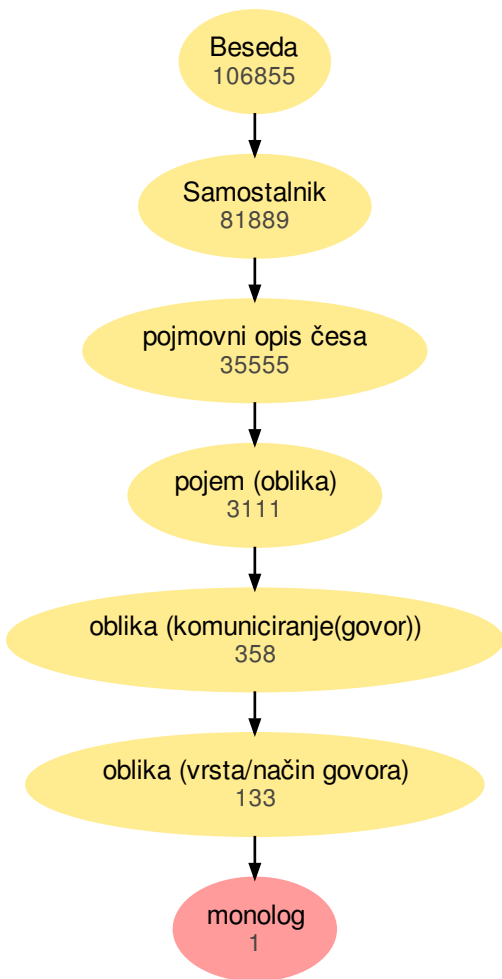 Beseda
106855
Samostalnik
81889
pojmovni opis česa
35555
pojem (oblika)
3111
oblika (komuniciranje(govor))
358
oblika (vrsta/način govora)
133
monolog
1